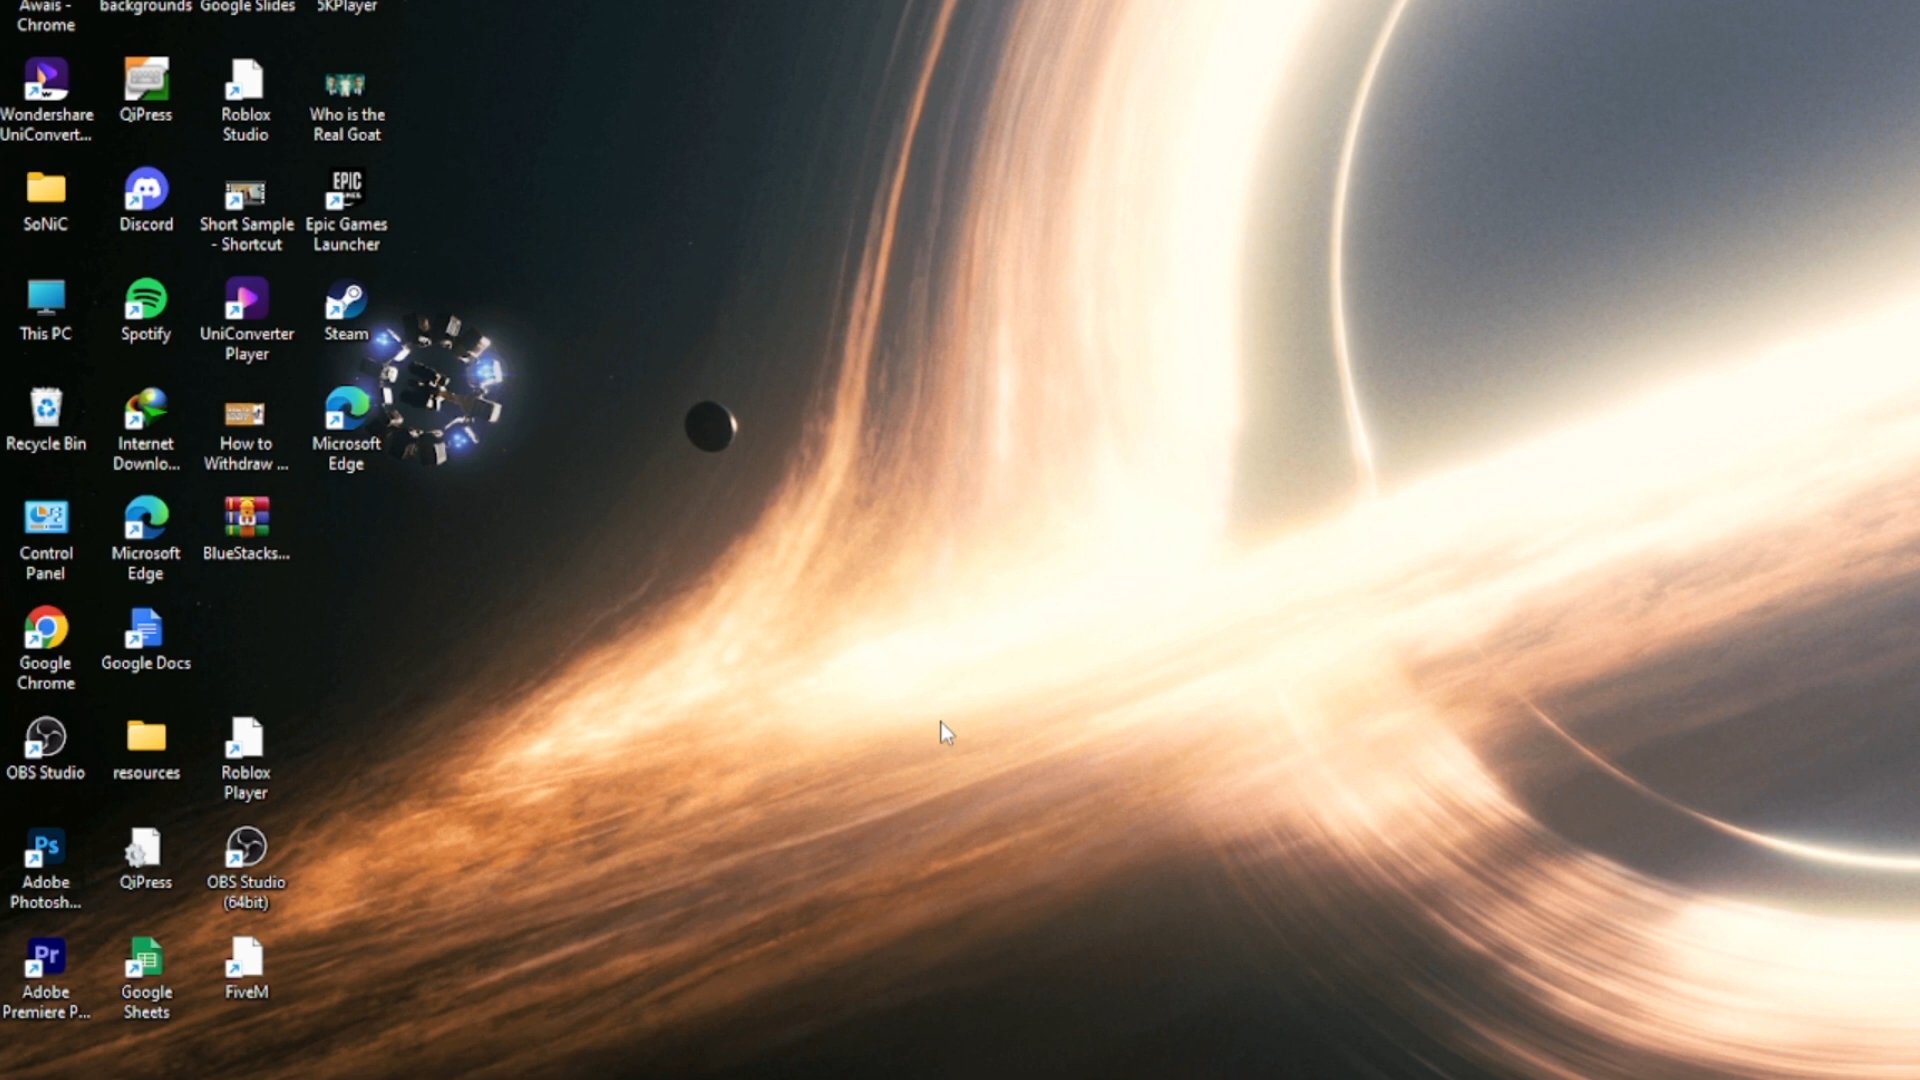 Awais -
Chrome
backgrounds
Google Slides
5KPlayer
Wondershare
UniConvert...
QiPress
Roblox
Studio
Who is the
Real Goat
SoNiC
Discord
Short Sample
- Shortcut
EPIC
Epic Games
Launcher
This PC
Spotify
UniConverter
Player
Steam
Recycle Bin
Internet
Downlo...
How to
Withdraw ...
Microsoft
Edge
Control
Panel
Microsoft
Edge
BlueStacks...
Google
Chrome
Google Docs
OBS Studio
resources
Roblox
Player
Ps
Adobe
Photosh...
QiPress
OBS Studio
(64bit)
Pr
Adobe
Premiere P...
Google
Sheets
FiveM